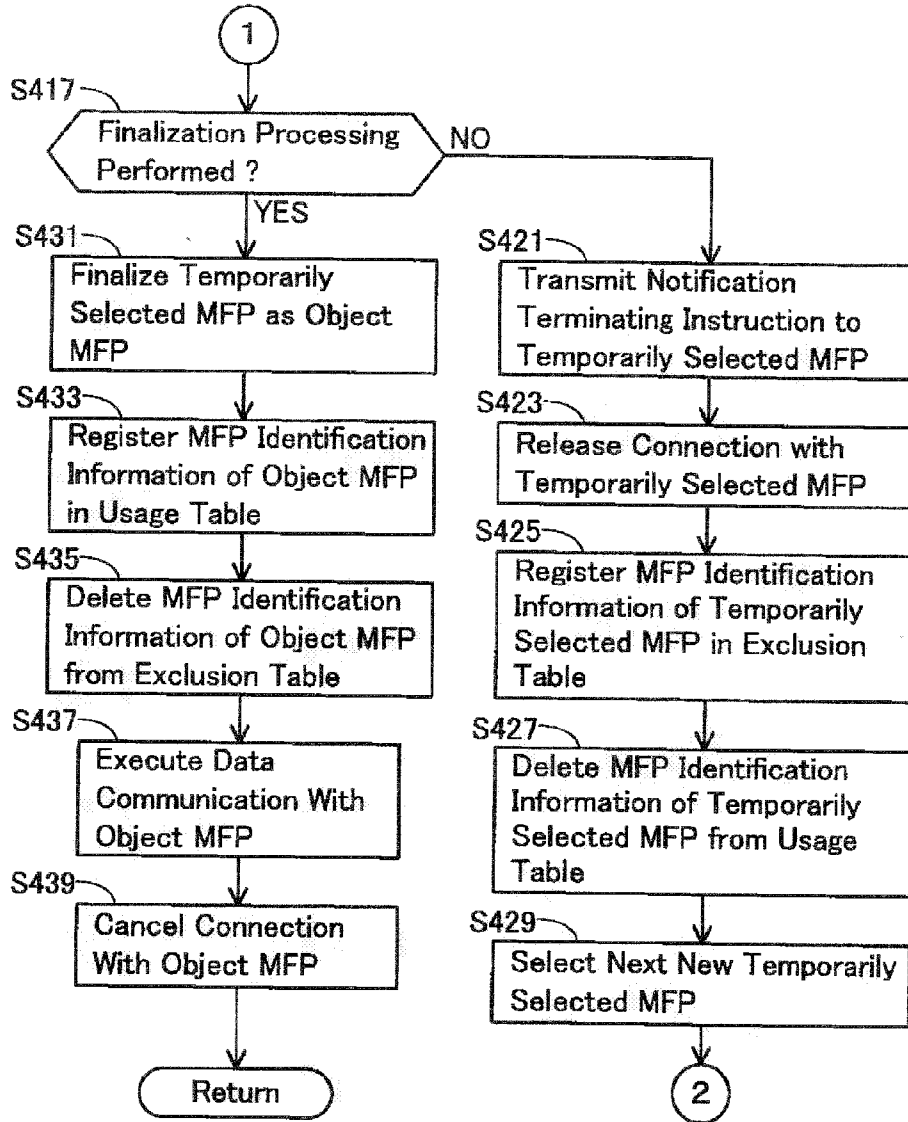 1
S417
Finalization Processing
Performed ?
NO
YES
S431
Finalize Temporarily
Selected MFP as Object
MFP
S433
Register MFP Identification
Information of Object MFP
in Usage Table
S435
Delete MFP Identification
Information of Object MFP
from Exclusion Table
S437
Execute Data
Communication With
Object MFP
S439
Cancel Connection
With Object MFP
Return
S421
Transmit Notification
Terminating Instruction to
Temporarily Selected MFP
S423
Release Connection with
Temporarily Selected MFP
S425
Register MFP Identification
Information of Temporarily
Selected MFP in Exclusion
Table
S427
Delete MFP Identification
Information of Temporarily
Selected MFP from Usage
Table
S429
Select Next New Temporarily
Selected MFP
2